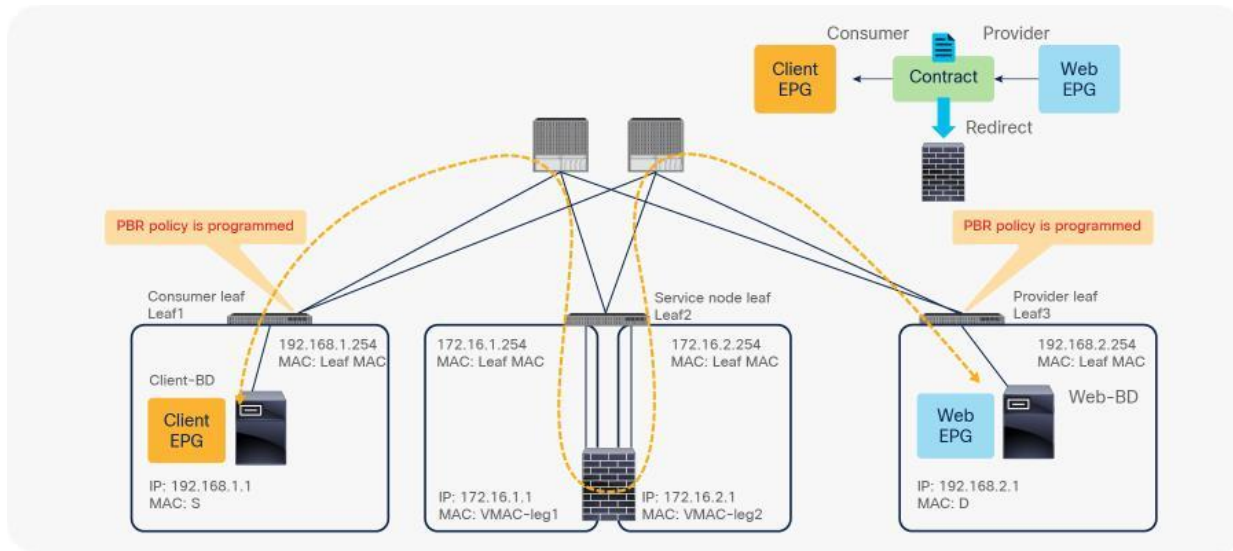 Consumer
Provider
Client
EPG
Contract
Web
EPG
Redirect
PBR policy is programmed
PBR policy is programmed
Consumer leaf
Leaf1
Service node leaf
Leaf2
Provider leaf
Leaf3
192.168.1.254
MAC: Leaf MAC
172.16.1.254
MAC: Leaf MAC
172.16.2.254
MAC: Leaf MAC
192.168.2.254
MAC: Leaf MAC
Client-BD
Web-BD
Client
EPG
Web
EPG
IP: 192.168.1.1
MAC: S
IP: 172.16.1.1
MAC: VMAC-leg1
IP: 172.16.2.1
MAC: VMAC-leg2
IP: 192.168.2.1
MAC: D